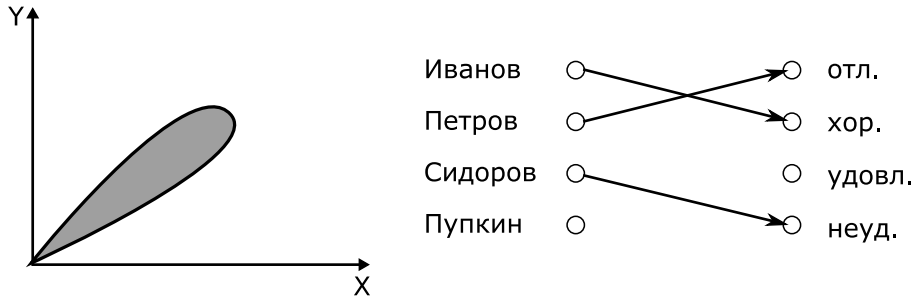 Y
X
Иванов отл.
Петров хор.
Сидоров удовл.
Пупкин неуд.